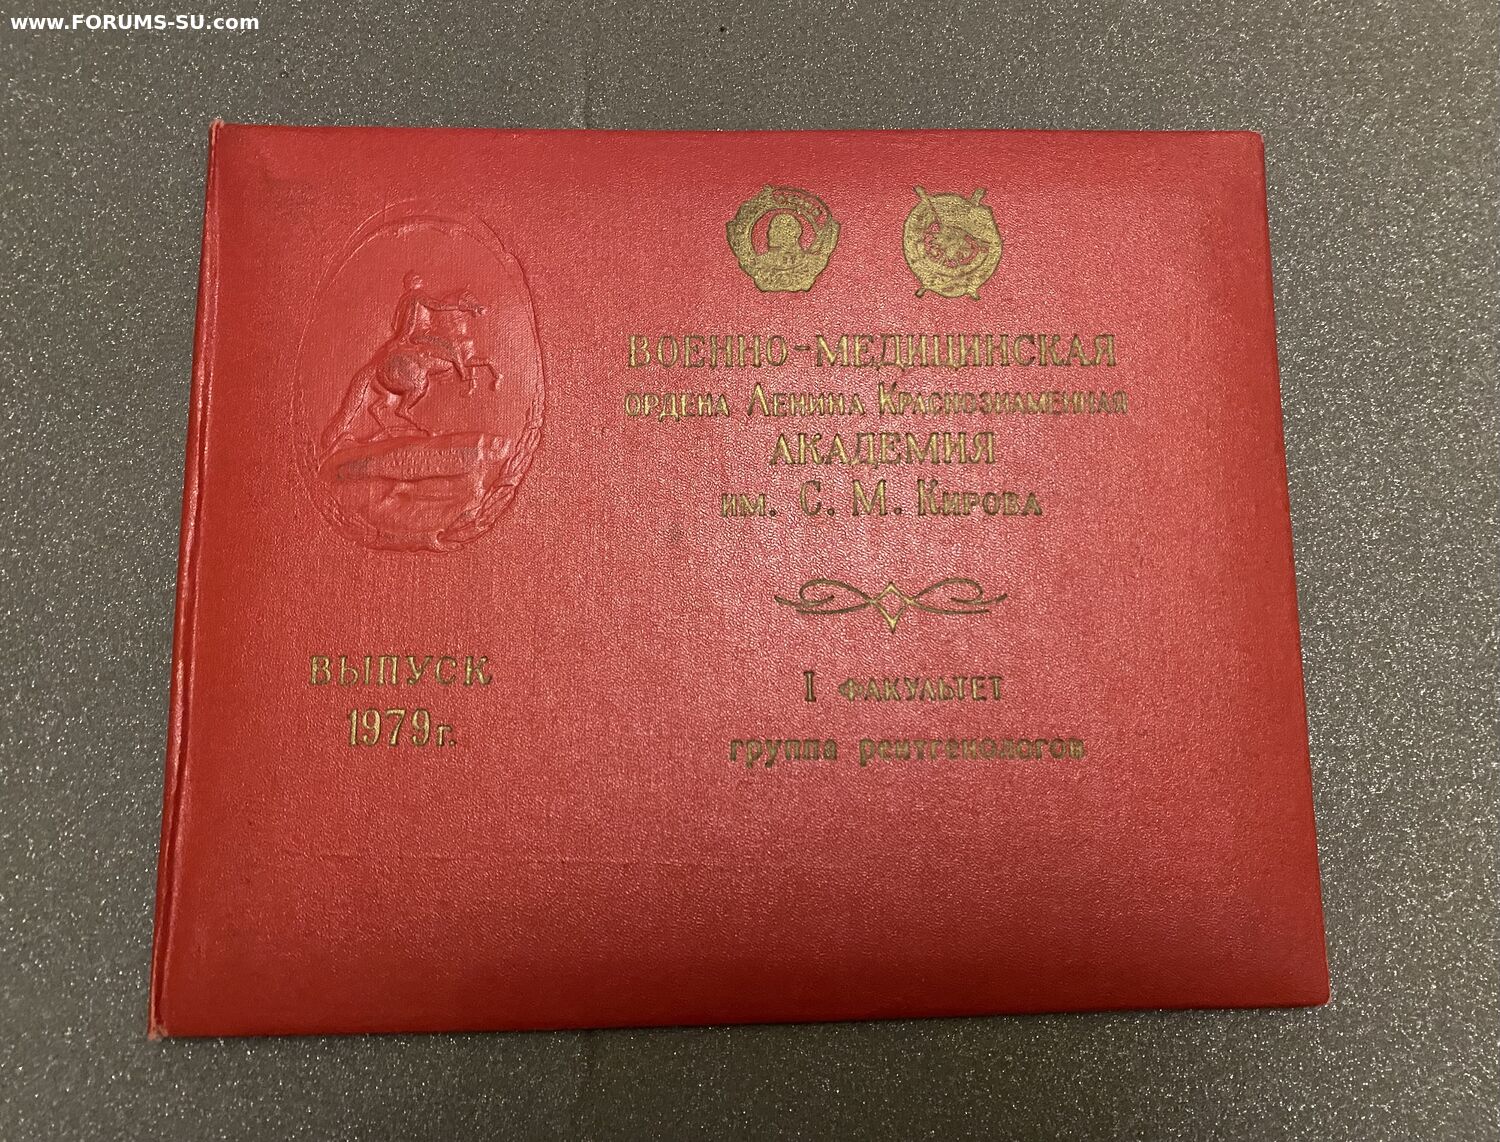 www.FORUMS-SU.com
ВОЕННО-МЕДИЦИНСКАЯ
ОРДЕНА ЛЕНИНА КРАСНОЗНАМЕННАЯ
АКАДЕМИЯ
ИМ. С. М. КИРОВА
ВЫПУСК
1979г.
I ФАКУЛЬТЕТ
группа рентгенологов